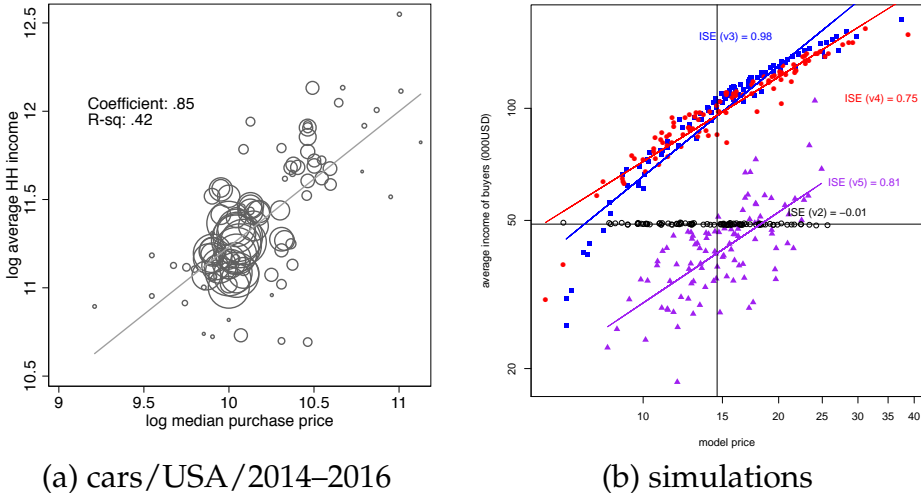 12.5
12
11.5
11
10.5
log average HH income
Coefficient: .85
R-sq: .42
9 9.5 10 10.5 11
log median purchase price
(a) cars/USA/2014–2016
100
50
20
average income of buyers (000USD)
ISE (v3) = 0.98
ISE (v4) = 0.75
ISE (v5) = 0.81
ISE (v2) = −0.01
10 15 20 25 30 35 40
model price
(b) simulations